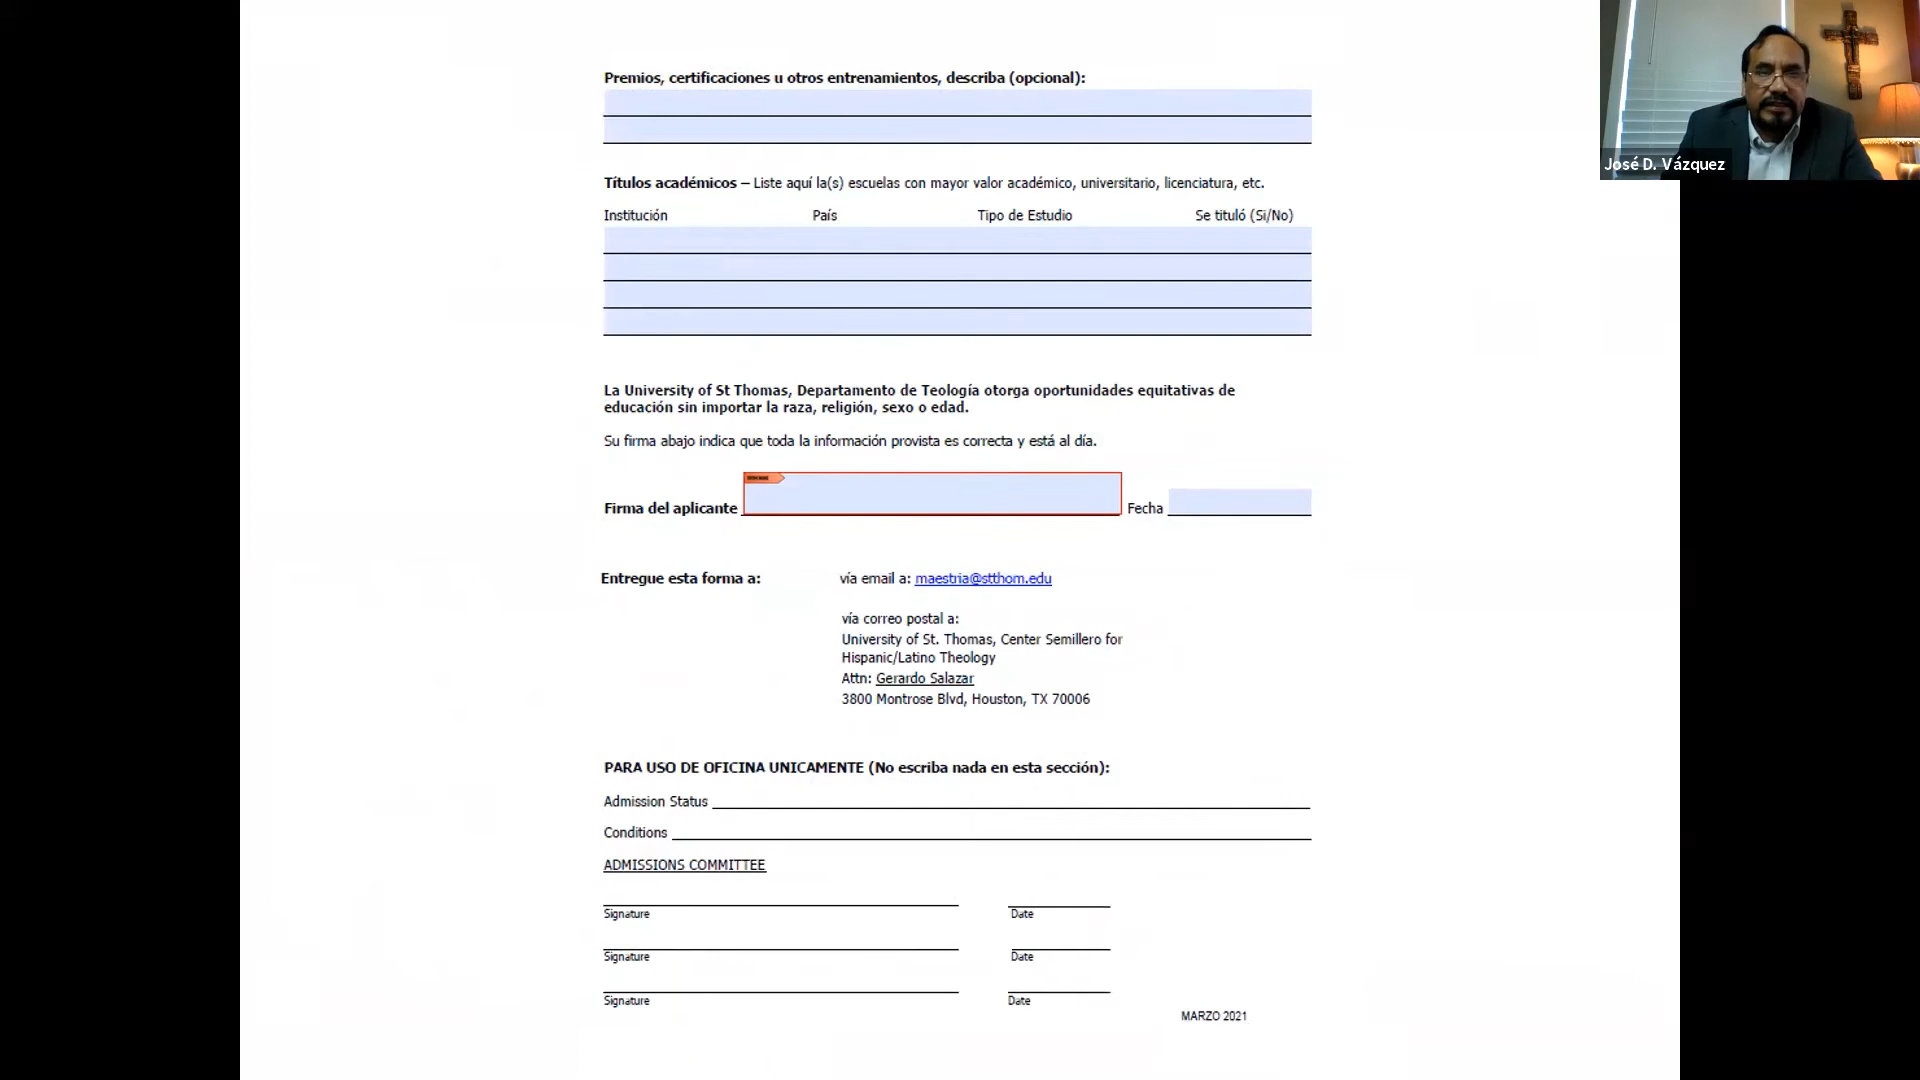 Premios, certificaciones u otros entrenamientos, describa (opcional):
Títulos académicos – Liste aquí la(s) escuelas con mayor valor académico, universitario, licenciatura, etc.
Institución País Tipo de Estudio Se tituló (Si/No)
La University of St Thomas, Departamento de Teología otorga oportunidades equitativas de
educación sin importar la raza, religión, sexo o edad.
Su firma abajo indica que toda la información provista es correcta y está al día.
Firma del aplicante Fecha
Entregue esta forma a: vía email a: maestria@stthom.edu
vía correo postal a:
University of St. Thomas, Center Semillero for
Hispanic/Latino Theology
Attn: Gerardo Salazar
3800 Montrose Blvd, Houston, TX 70006
PARA USO DE OFICINA UNICAMENTE (No escriba nada en esta sección):
Admission Status
Conditions
ADMISSIONS COMMITTEE
Signature Date
Signature Date
Signature Date
MARZO 2021
José D. Vázquez